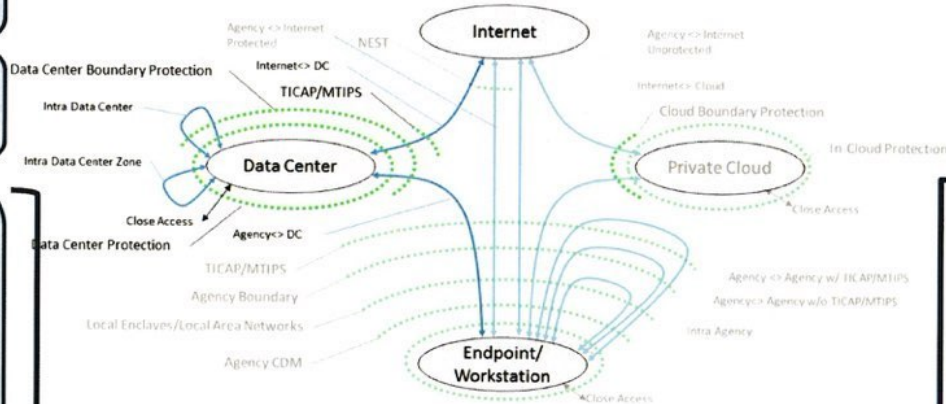 Agency <> Internet
Protected
NEST
Internet
Agency <> Internet
Unprotected
Data Center Boundary Protection
Internet<> DC
TICAP/MTIPS
Internet<> Cloud
Cloud Boundary Protection
Intra Data Center
In-Cloud Protection
Intra Data Center Zone
Data Center
Private Cloud
Close Access
Close Access
Data Center Protection
Agency<> DC
TICAP/MTIPS
Agency Boundary
Agency <> Agency w/ TICAP/MTIPS
Agency<> Agency w/o TICAP/MTIPS
Local Enclaves/Local Area Networks
Intra Agency
Agency CDM
Endpoint/
Workstation
Close Access